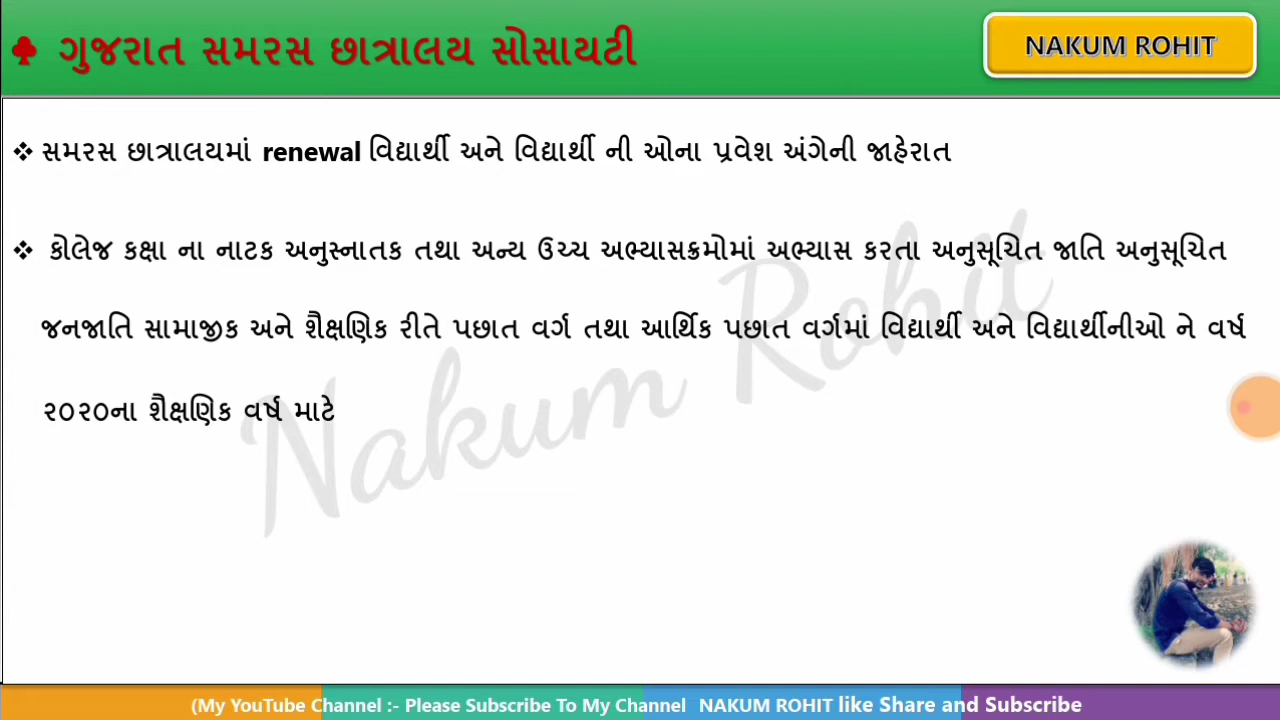 ♣ ગુજરાત સમરસ છાત્રાલય સોસાયટી
NAKUM ROHIT
❖ સમરસ છાત્રાલયમાં renewal વિદ્યાર્થી અને વિદ્યાર્થી ની ઓના પ્રવેશ અંગેની જાહેરાત
❖ કોલેજ કક્ષા ના નાટક અનુસ્નાતક તથા અન્ય ઉચ્ચ અભ્યાસક્રમોમાં અભ્યાસ કરતા અનુસૂચિત જાતિ અનુસૂચિત
જનજાતિ સામાજીક અને શૈક્ષણિક રીતે પછાત વર્ગ તથા આર્થિક પછાત વર્ગમાં વિદ્યાર્થી અને વિદ્યાર્થીનીઓ ને વર્ષ
૨૦૨૦ના શૈક્ષણિક વર્ષ માટે
Nakum Rohit
(My YouTube Channel :- Please Subscribe To My Channel NAKUM ROHIT like Share and Subscribe